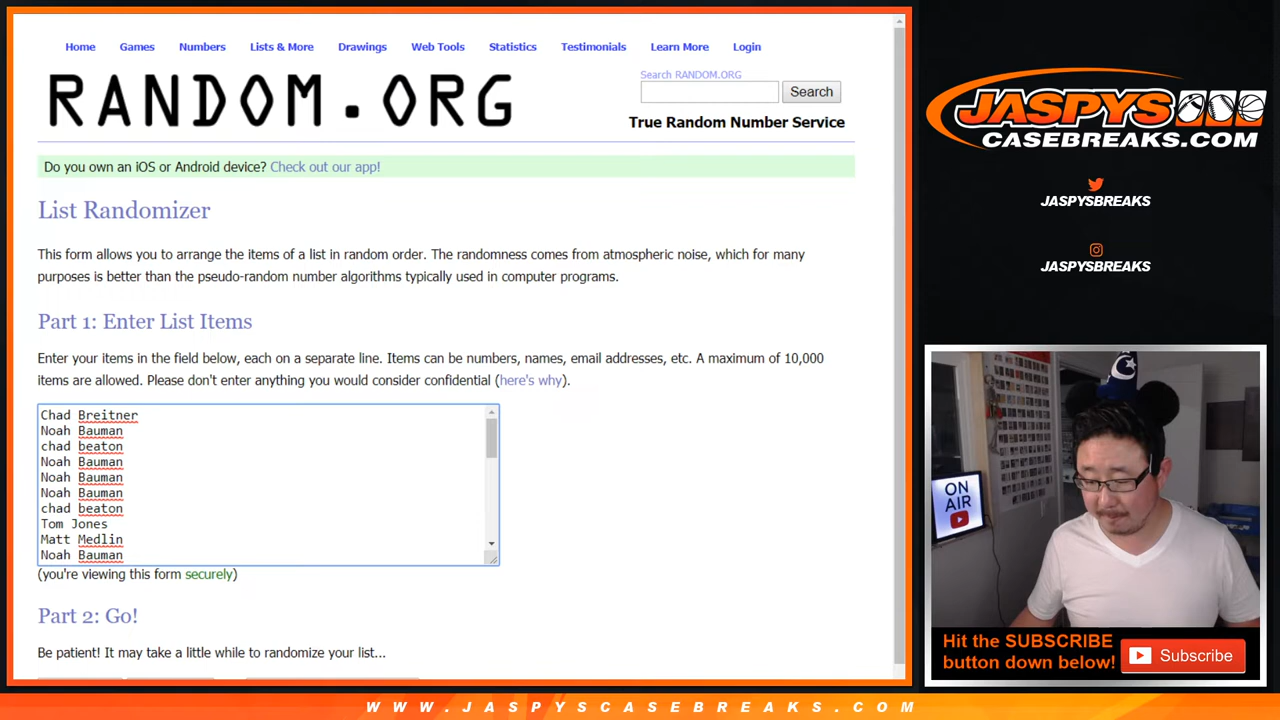 Home Games Numbers Lists & More Drawings Web Tools Statistics Testimonials Learn More Login
RANDOM.ORG
Search RANDOM.ORG
Search
True Random Number Service
Do you own an iOS or Android device? Check out our app!
List Randomizer
This form allows you to arrange the items of a list in random order. The randomness comes from atmospheric noise, which for many
purposes is better than the pseudo-random number algorithms typically used in computer programs.
Part 1: Enter List Items
Enter your items in the field below, each on a separate line. Items can be numbers, names, email addresses, etc. A maximum of 10,000
items are allowed. Please don't enter anything you would consider confidential (here's why).
Chad Breitner
Noah Bauman
chad beaton
Noah Bauman
Noah Bauman
Noah Bauman
chad beaton
Tom Jones
Matt Medlin
Noah Bauman
(you're viewing this form securely)
Part 2: Go!
Be patient! It may take a little while to randomize your list...
JASPYS
CASEBREAKS.COM
JASPYSBREAKS
JASPYSBREAKS
ON
AIR
Hit the SUBSCRIBE
button down below!
Subscribe
WWW.JASPYSCASEBREAKS.COM